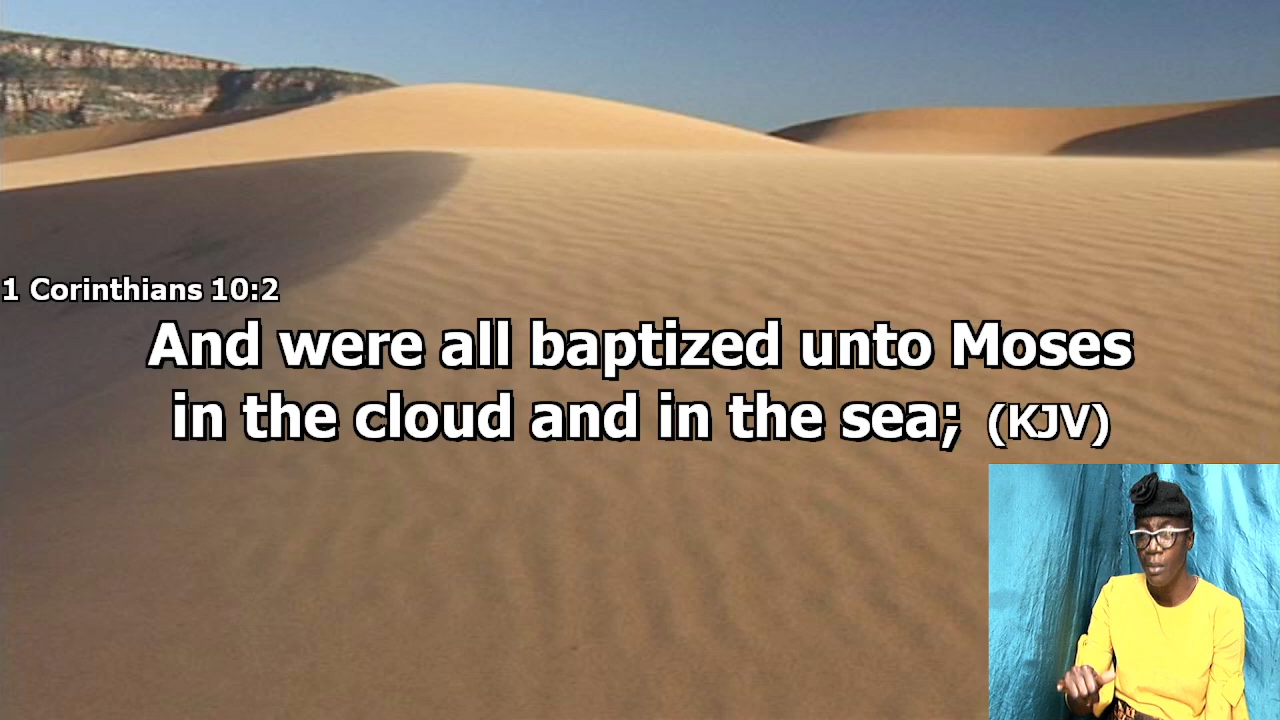 1 Corinthians 10:2
And were all baptized unto Moses
in the cloud and in the sea; (KJV)